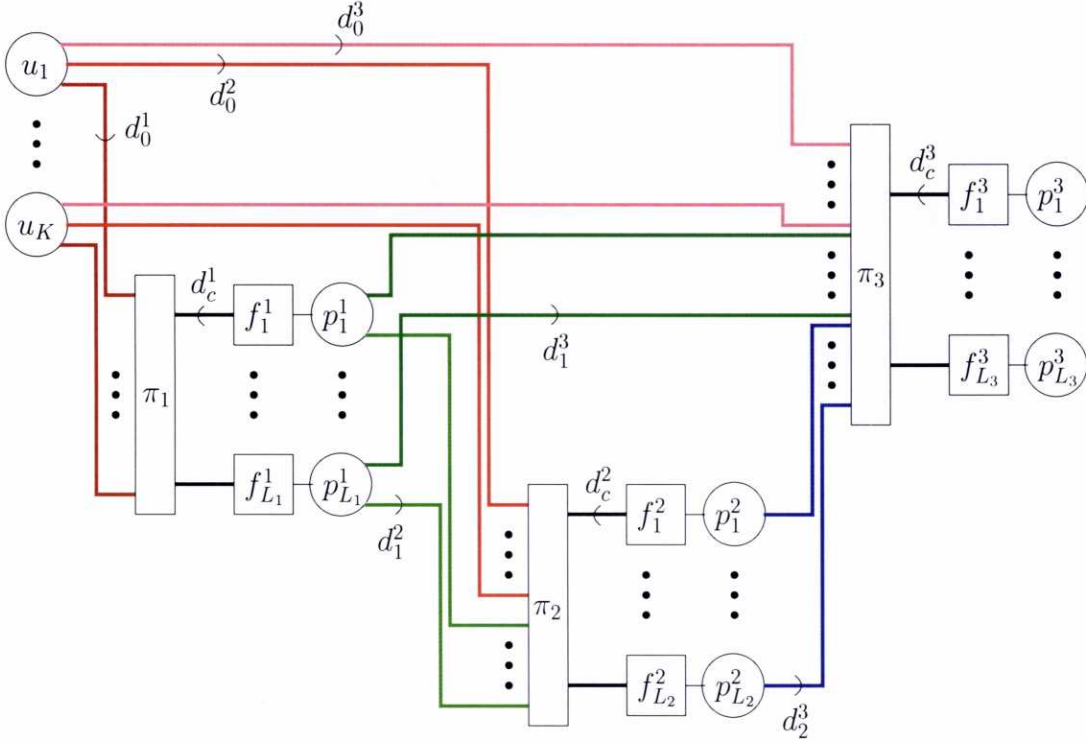 d_0^3
u_1
d_0^2
d_0^1
d_c^3
f_1^3
p_1^3
u_K
π_3
d_c^1
f_1^1
p_1^1
d_1^3
f_{L_3}^3
p_{L_3}^3
π_1
f_{L_1}^1
p_{L_1}^1
d_1^2
d_c^2
f_1^2
p_1^2
π_2
f_{L_2}^2
p_{L_2}^2
d_2^3